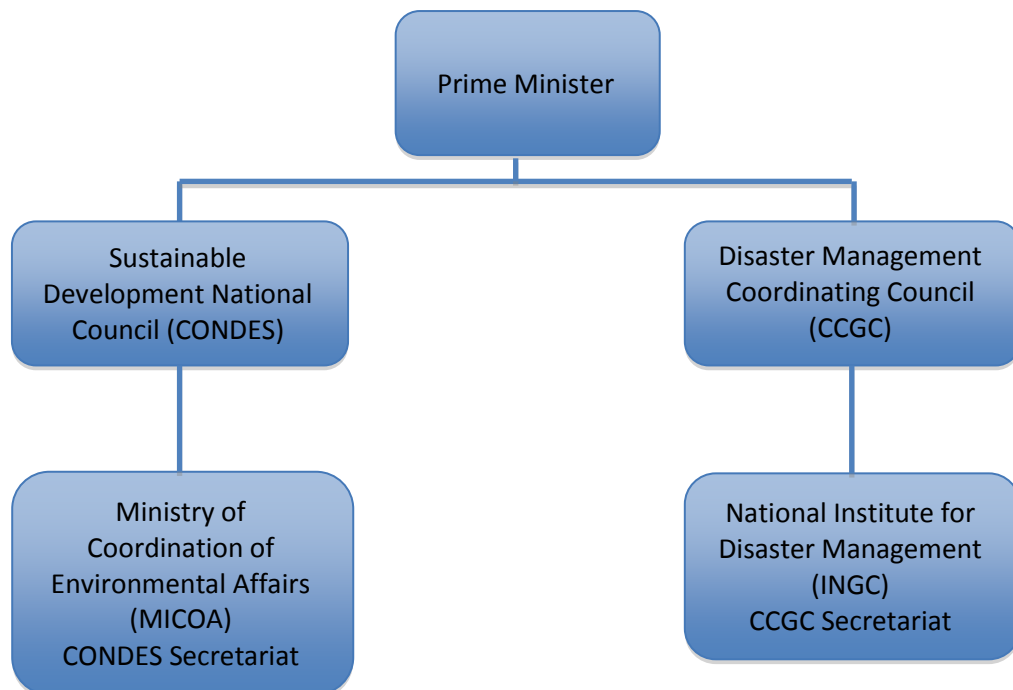 Prime Minister
Sustainable
Development National
Council (CONDES)
Disaster Management
Coordinating Council
(CCGC)
Ministry of
Coordination of
Environmental Affairs
(MICOA)
CONDES Secretariat
National Institute for
Disaster Management
(INGC)
CCGC Secretariat